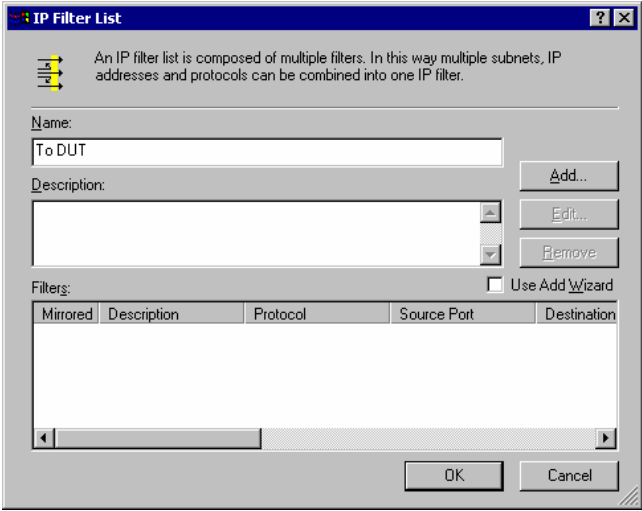 IP Filter List
An IP filter list is composed of multiple filters. In this way multiple subnets, IP
addresses and protocols can be combined into one IP filter.
Name:
To DUT
Add...
Description:
Edit...
Remove
Use Add Wizard
Filters:
Mirrored Description Protocol Source Port Destination
OK Cancel